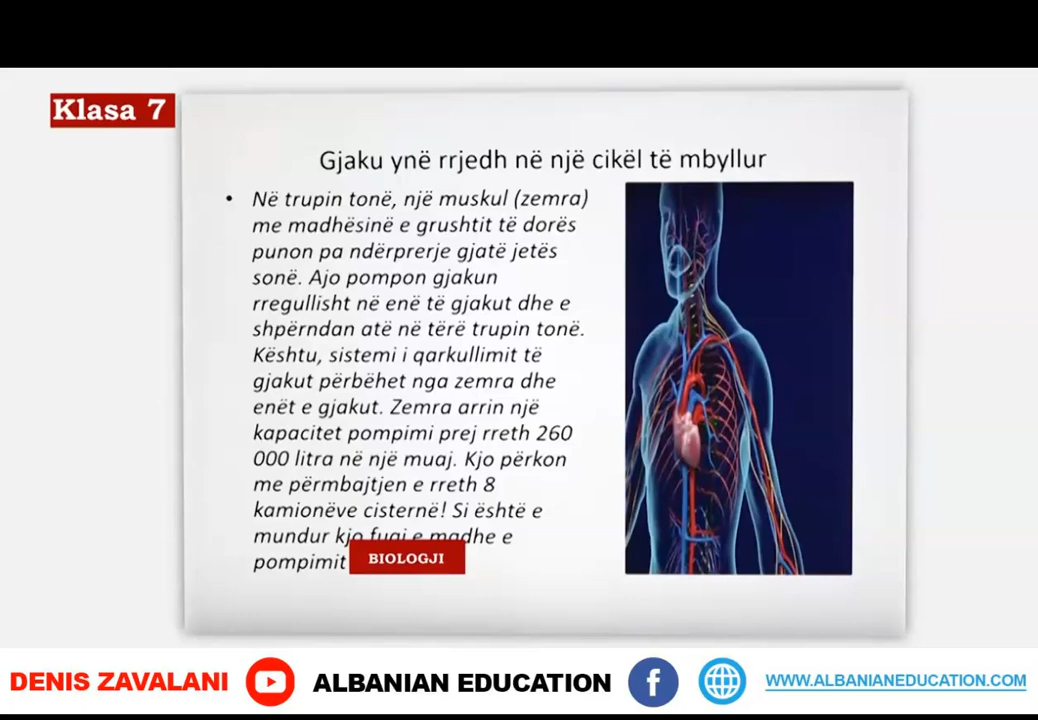 Klasa 7
Gjaku ynë rrjedh në një cikël të mbyllur
• Në trupin tonë, një muskul (zemra)
me madhësinë e grushtit të dorës
punon pa ndërprerje gjatë jetës
sonë. Ajo pompon gjakun
rregullisht në enë të gjakut dhe e
shpërndan atë në tërë trupin tonë.
Kështu, sistemi i qarkullimit të
gjakut përbëhet nga zemra dhe
enët e gjakut. Zemra arrin një
kapacitet pompimi prej rreth 260
000 litra në një muaj. Kjo përkon
me përmbajtjen e rreth 8
kamionëve cisternë! Si është e
mundur kjo fuqi e madhe e
pompimit
BIOLOGJI
DENIS ZAVALANI
ALBANIAN EDUCATION
WWW.ALBANIANEDUCATION.COM